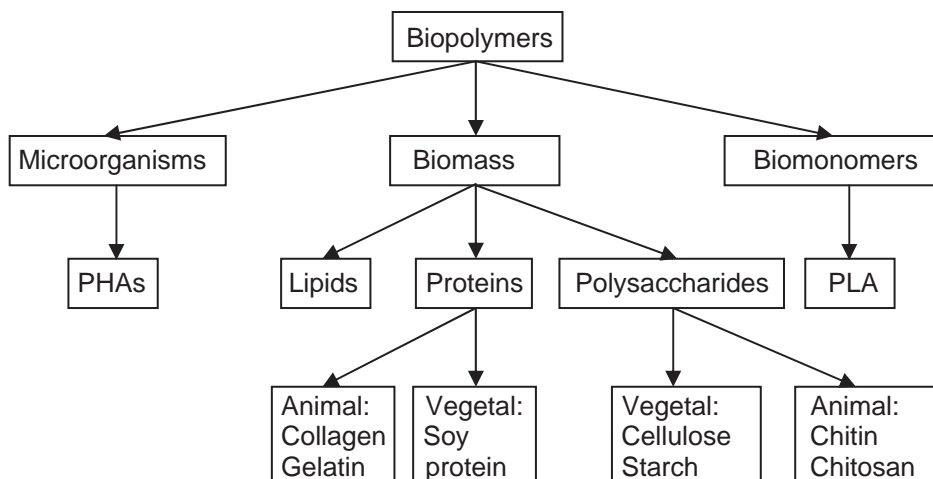 Biopolymers
Microorganisms
Biomass
Biomonomers
PHAs
Lipids
Proteins
Polysaccharides
PLA
Animal:
Collagen
Gelatin
Vegetal:
Soy
protein
Vegetal:
Cellulose
Starch
Animal:
Chitin
Chitosan